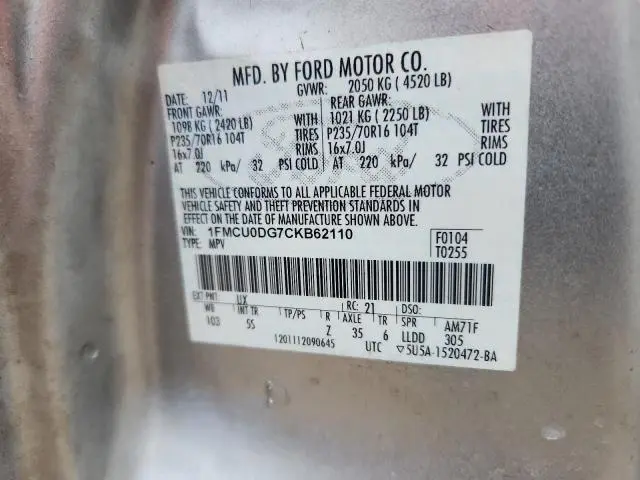 MFD. BY FORD MOTOR CO.
DATE: 12/11 GVWR: 2050 KG ( 4520 LB)
FRONT GAWR: REAR GAWR:
1098 KG ( 2420 LB) WITH 1021 KG ( 2250 LB) WITH
P235/70R16 104T TIRES P235/70R16 104T TIRES
16x7.0J RIMS 16x7.0J RIMS
AT 220 kPa/ 32 PSI COLD AT 220 kPa/ 32 PSI COLD
THIS VEHICLE CONFORMS TO ALL APPLICABLE FEDERAL MOTOR
VEHICLE SAFETY AND THEFT PREVENTION STANDARDS IN
EFFECT ON THE DATE OF MANUFACTURE SHOWN ABOVE.
VIN: 1FMCU0DG7CKB62110 F0104
TYPE: MPV T0255
EXT PNT: UX RC: 21 DSO:
WB INT TR TP/PS R AXLE TR SPR AM71F
103 5S Z 35 6 LLDD 305
1201112090645 UTC ▽5U5A-1520472-BA